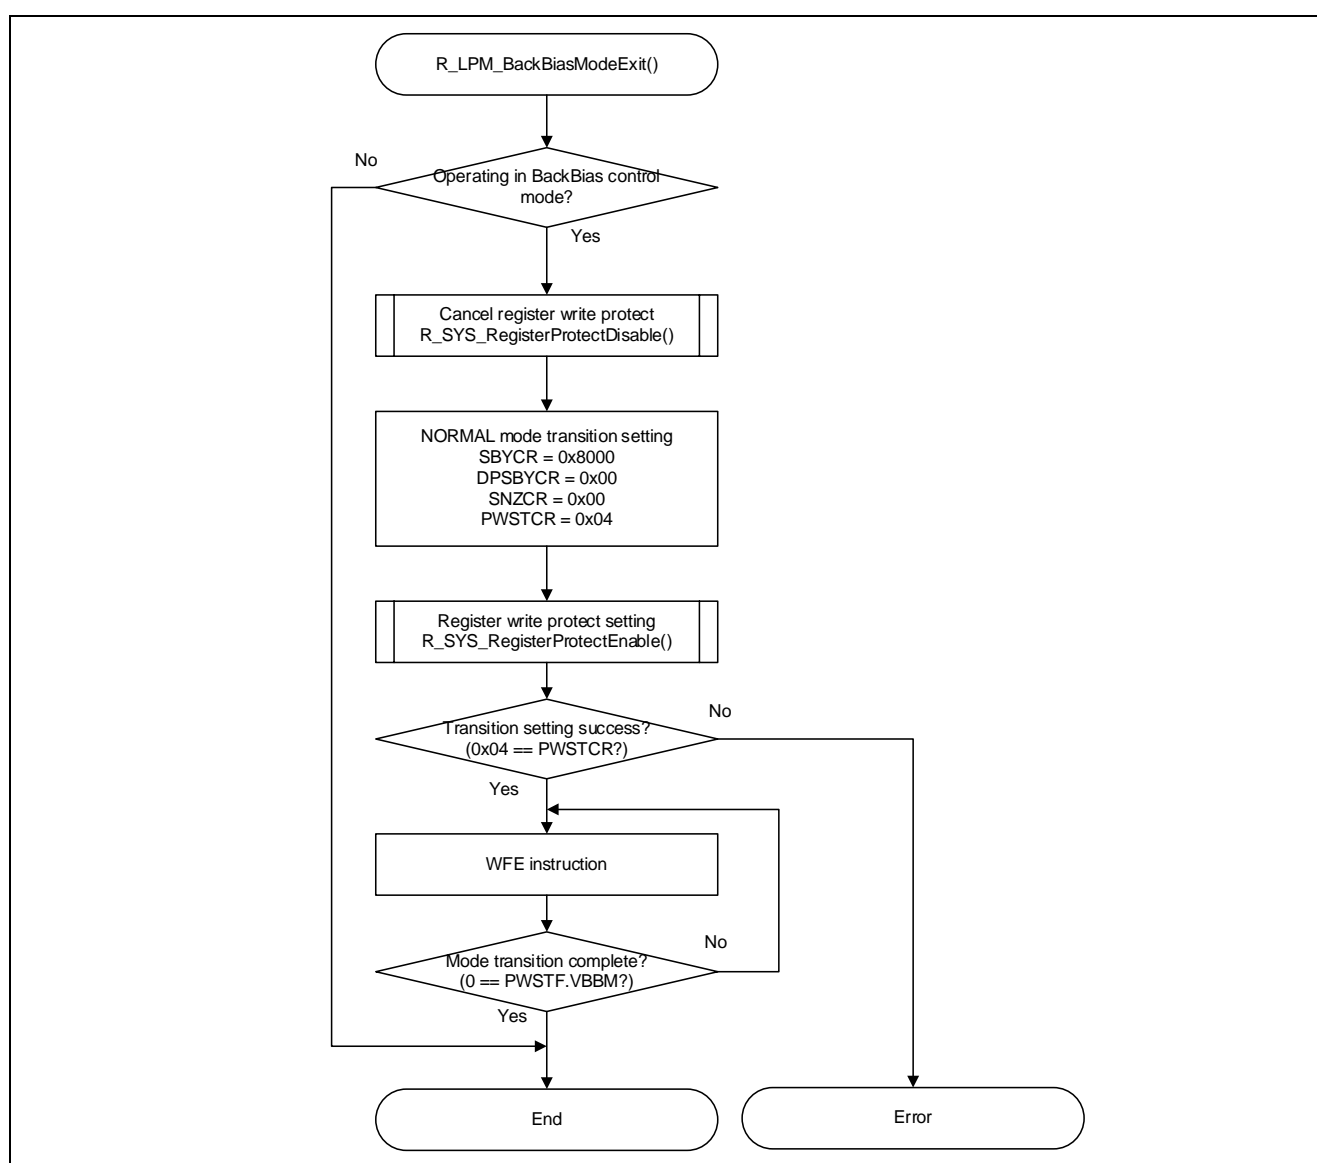 R_LPM_BackBiasModeExit()
No
Operating in BackBias control
mode?
Yes
Cancel register write protect
R_SYS_RegisterProtectDisable()
NORMAL mode transition setting
SBYCR = 0x8000
DPSBYCR = 0x00
SNZCR = 0x00
PWSTCR = 0x04
Register write protect setting
R_SYS_RegisterProtectEnable()
No
Transition setting success?
(0x04 == PWSTCR?)
Yes
WFE instruction
No
Mode transition complete?
(0 == PWSTF.VBBM?)
Yes
End
Error